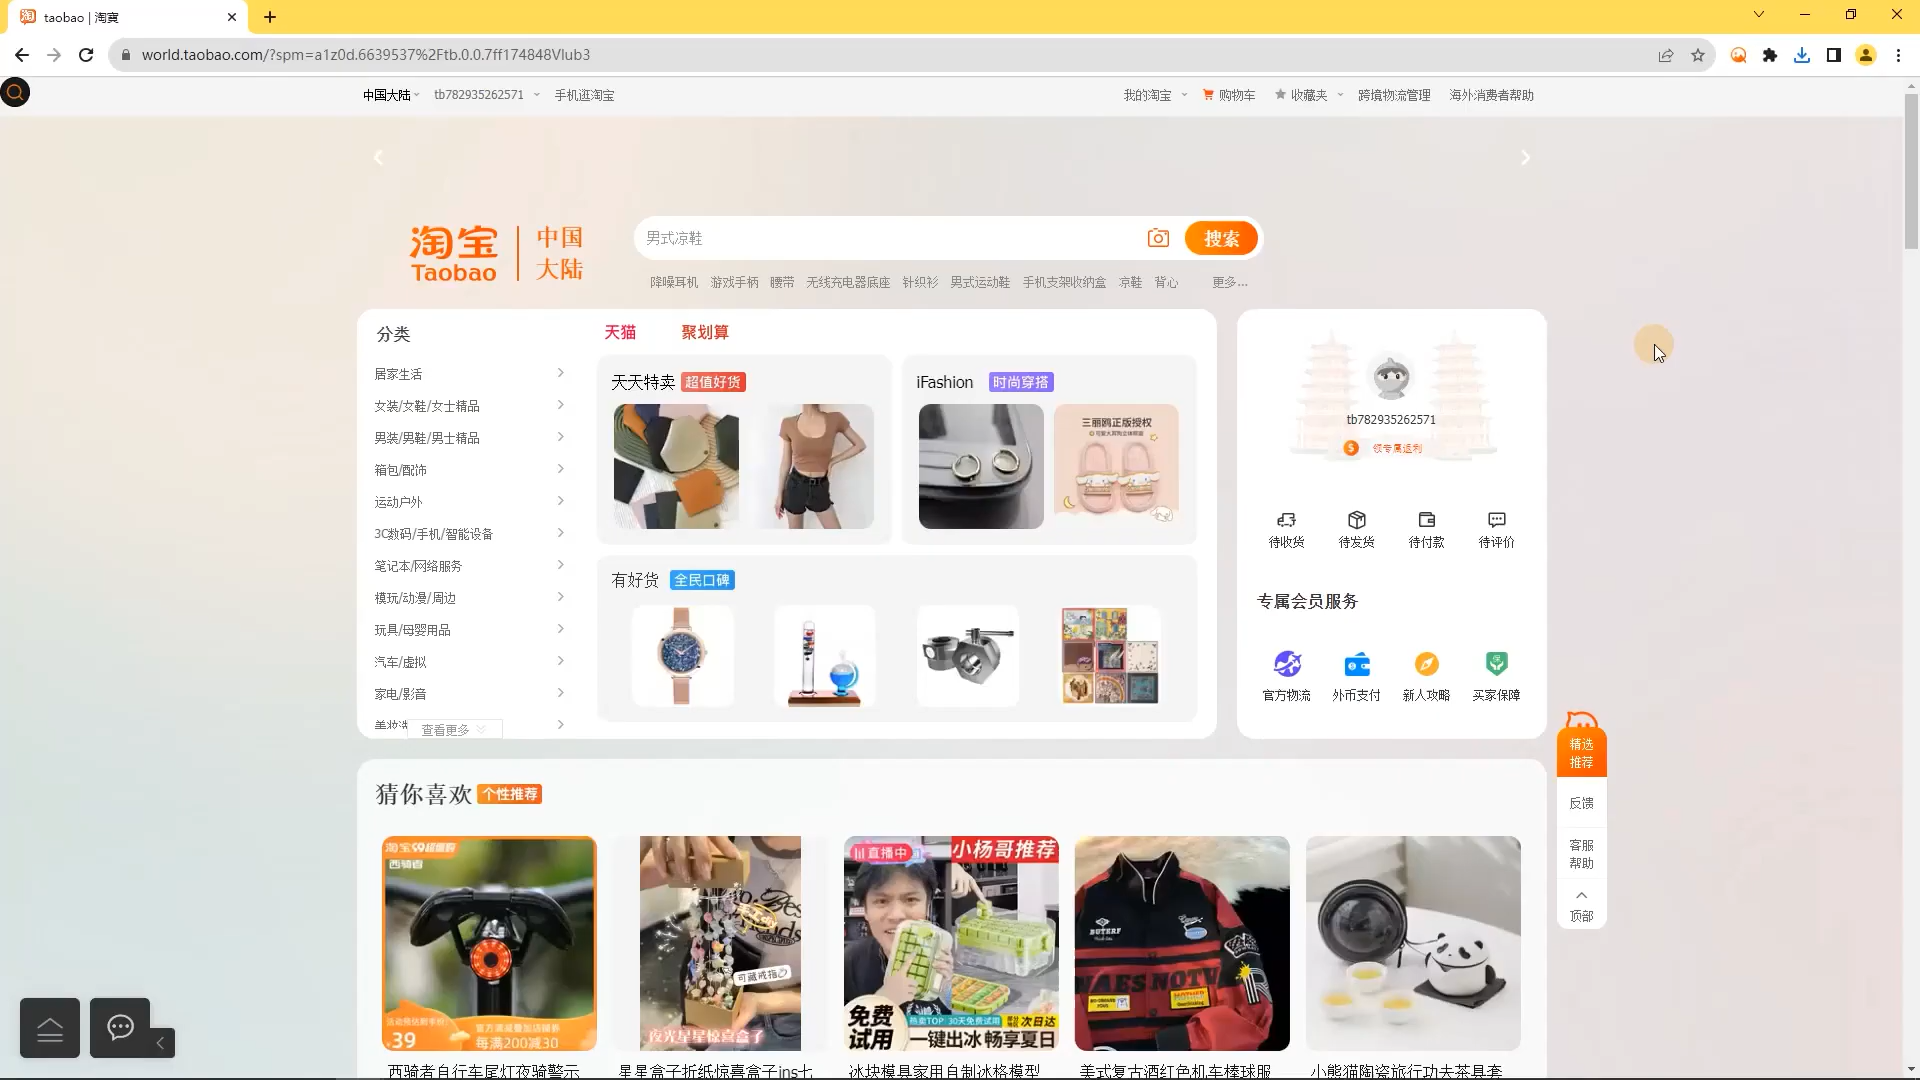 taobao | 淘寶
world.taobao.com/?spm=a1z0d.6639537%2Ftb.0.0.7ff174848Vlub3
中国大陆
tb782935262571
手机逛淘宝
我的淘宝
购物车
收藏夹
跨境物流管理
海外消费者帮助
淘宝
Taobao
中国
大陆
男式凉鞋
搜索
降噪耳机 游戏手柄 腰带 无线充电器底座 针织衫 男式运动鞋 手机支架收纳盒 凉鞋 背心 更多...
分类
居家生活
女装/女鞋/女士精品
男装/男鞋/男士精品
箱包/配饰
运动户外
3C数码/手机/智能设备
笔记本/网络服务
模玩/动漫/周边
玩具/母婴用品
汽车/虚拟
家电/影音
查看更多
天猫
聚划算
天天特卖 超值好货
iFashion 时尚穿搭
三丽鸥正版授权
有好货 全民口碑
tb782935262571
领专属返利
待收货 待发货 待付款 待评价
专属会员服务
官方物流 外币支付 新人攻略 买家保障
精选
推荐
反馈
客服
帮助
顶部
猜你喜欢 个性推荐
西骑者
39
每满200减30
可藏戒指
夜光星星惊喜盒子
直播中
小杨哥推荐
免费
试用
热卖TOP 30天免费试用
次日达
一键出冰 畅享夏日
西骑者自行车尾灯夜骑警示
星星盒子折纸惊喜盒子ins七
冰块模具家用自制冰格模型
美式复古酒红色机车棒球服
小熊猫陶瓷旅行功夫茶具套